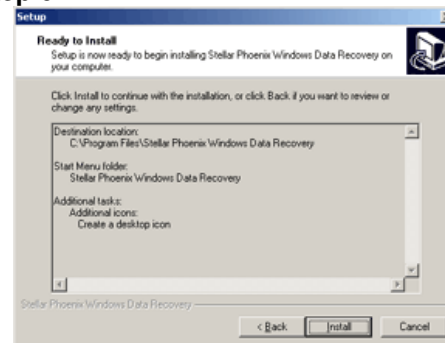 Setup
Ready to Install
Setup is now ready to begin installing Stellar Phoenix Windows Data Recovery on
your computer.
Click Install to continue with the installation, or click Back if you want to review or
change any settings.
Destination location:
C:\Program Files\Stellar Phoenix Windows Data Recovery
Start Menu folder:
Stellar Phoenix Windows Data Recovery
Additional tasks:
Additional icons:
Create a desktop icon
Stellar Phoenix Windows Data Recovery
< Back
Install
Cancel